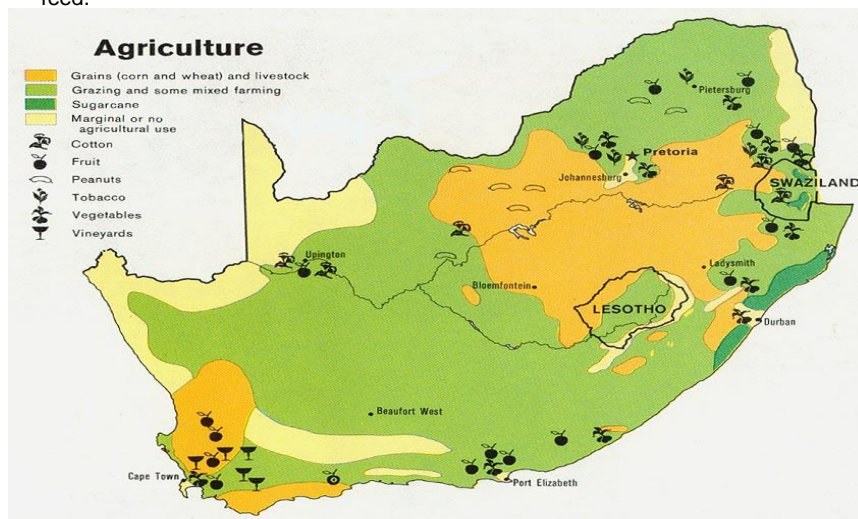 feed.
Agriculture
Grains (corn and wheat) and livestock
Grazing and some mixed farming
Sugarcane
Marginal or no
agricultural use
Cotton
Fruit
Peanuts
Tobacco
Vegetables
Vineyards
Pietersburg
Pretoria
Johannesburg
SWAZILAND
Upington
Ladysmith
Bloemfontein
LESOTHO
Durban
Beaufort West
Cape Town
Port Elizabeth